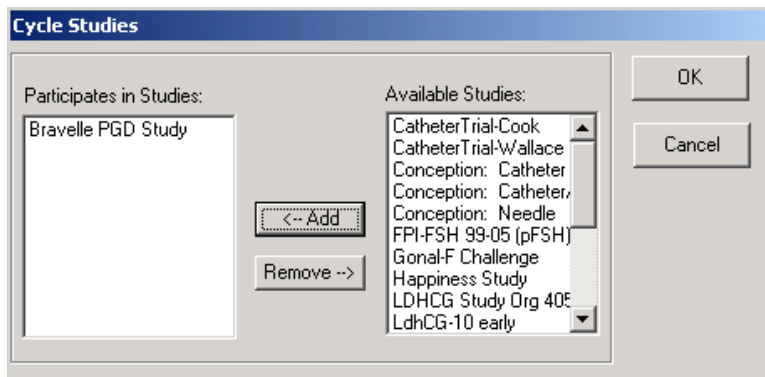 Cycle Studies
Participates in Studies:
Bravelle PGD Study
<-- Add
Remove -->
Available Studies:
CatheterTrial-Cook
CatheterTrial-Wallace
Conception: Catheter
Conception: Catheter
Conception: Needle
FPI-FSH 99-05 (pFSH)
Gonal-F Challenge
Happiness Study
LDHCG Study Org 405
LdhCG-10 early
OK
Cancel